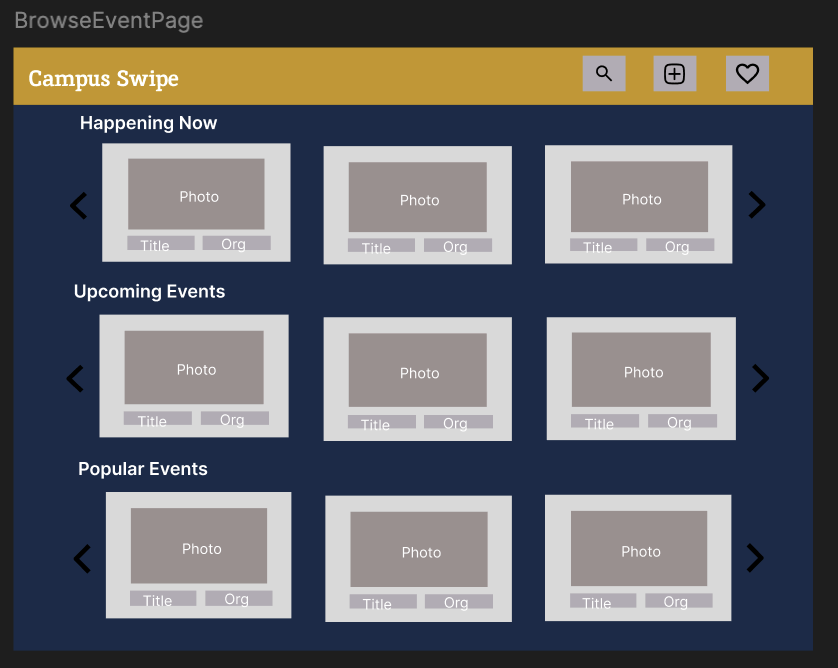 BrowseEventPage
Campus Swipe
Happening Now
Photo Photo Photo
Title Org Title Org Title Org
Upcoming Events
Photo Photo Photo
Title Org Title Org Title Org
Popular Events
Photo Photo Photo
Title Org Title Org Title Org